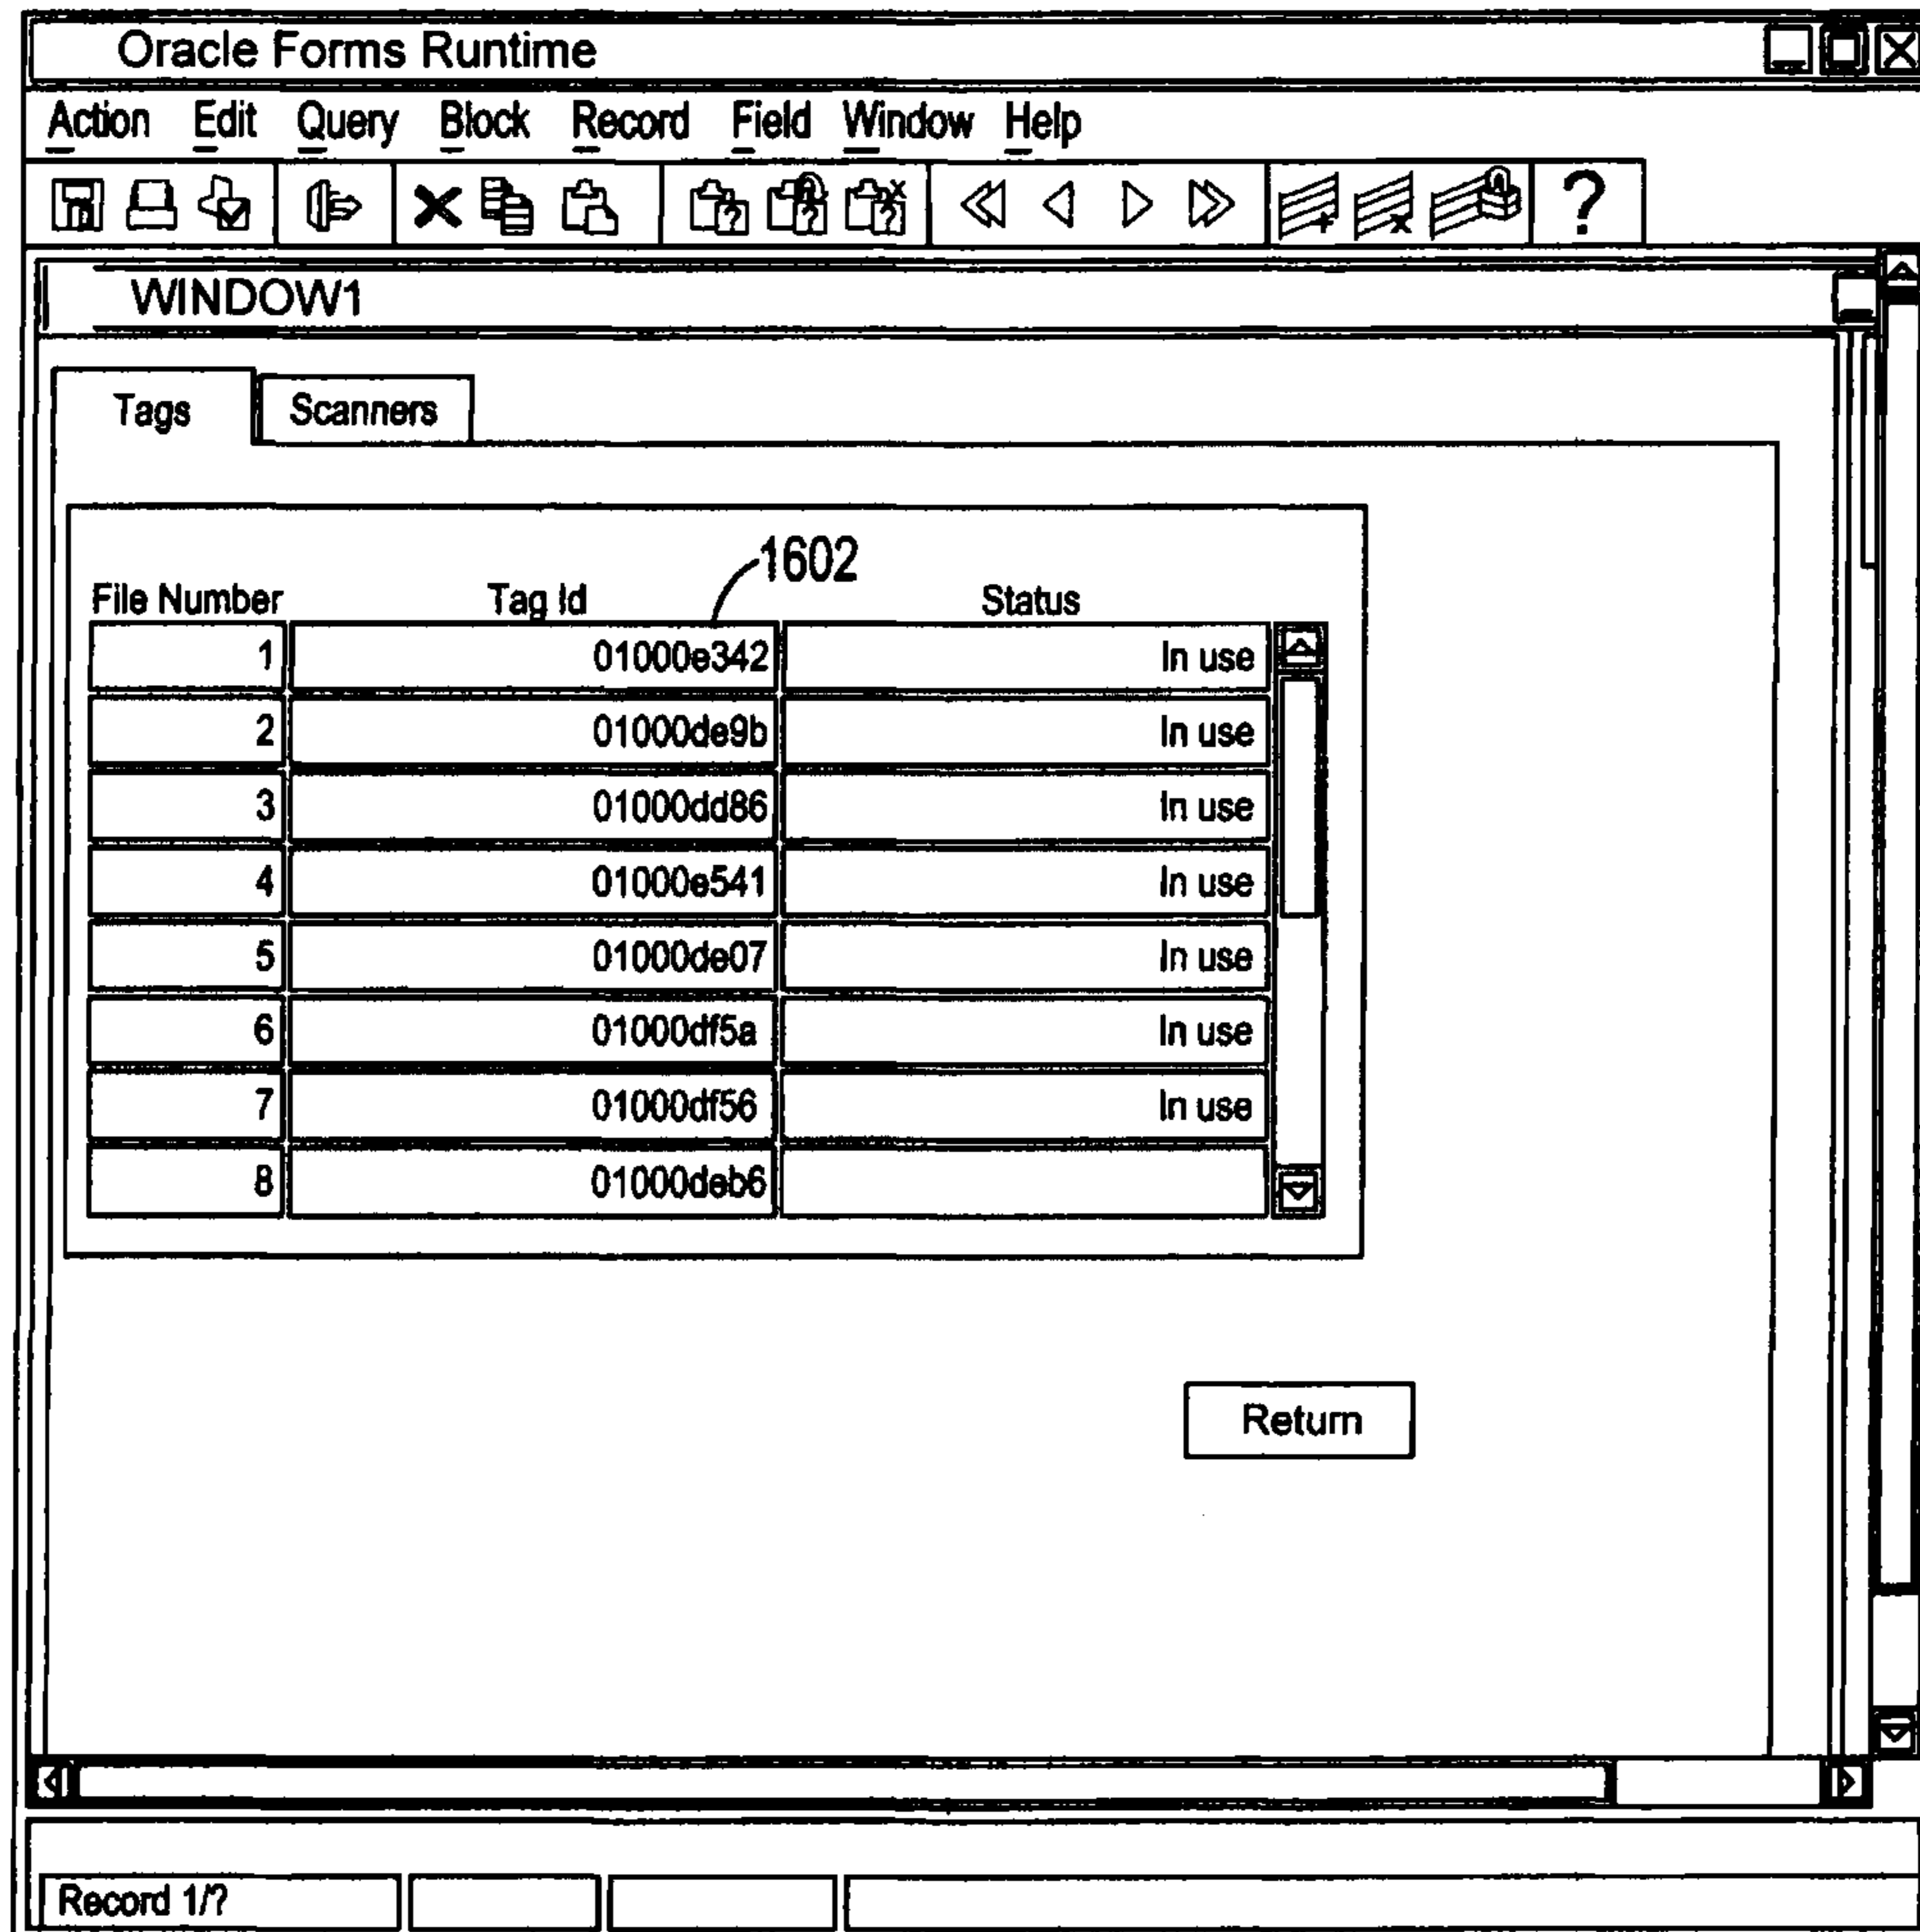 Oracle Forms Runtime
Action Edit Query Block Record Field Window Help
?
WINDOW1
Tags Scanners
1602
File Number Tag Id Status
1 01000e342 In use
2 01000de9b In use
3 01000dd86 In use
4 01000e541 In use
5 01000de07 In use
6 01000df5a In use
7 01000df56 In use
8 01000deb6
Return
Record 1/?